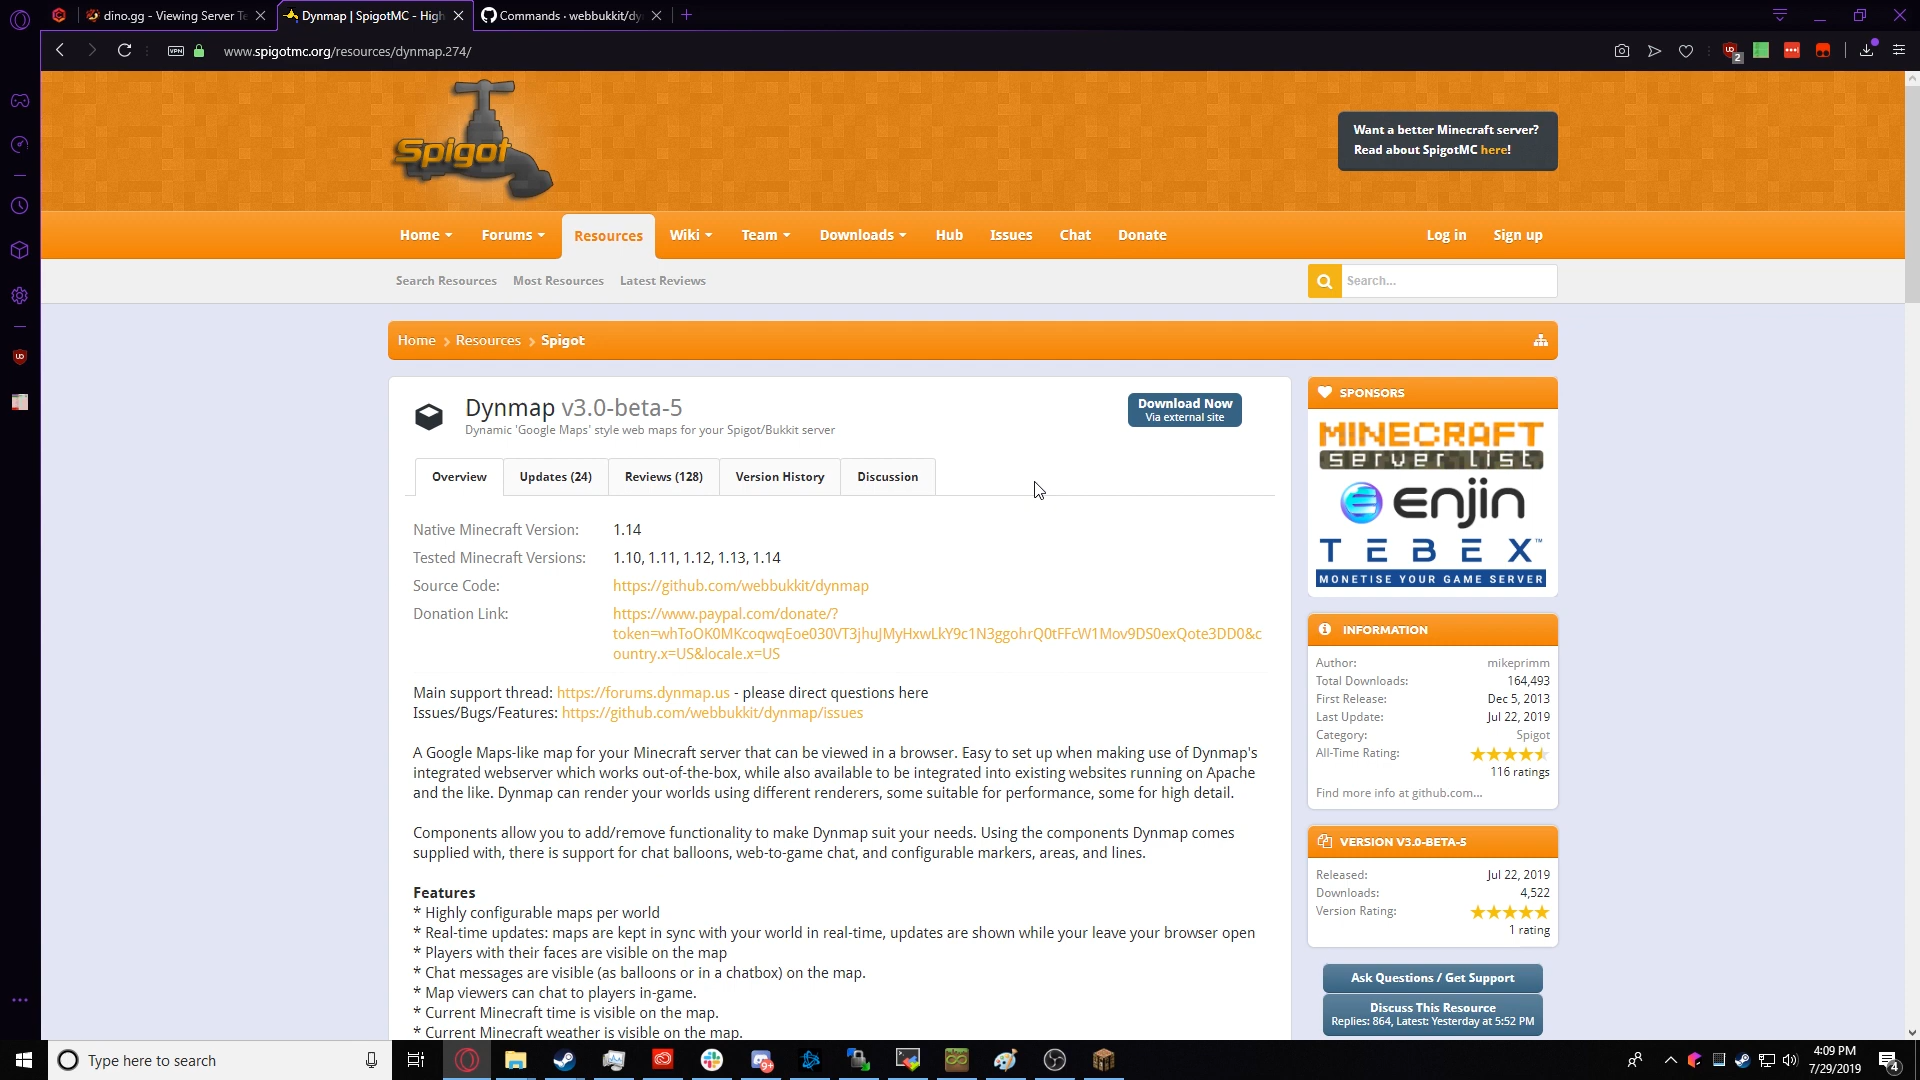 dino.gg - Viewing Server Te
Dynmap | SpigotMC - High
Commands · webbukkit/dy
VPN
www.spigotmc.org/resources/dynmap.274/
2
Spigot
Want a better Minecraft server?
Read about SpigotMC here!
Home
Forums
Resources
Wiki
Team
Downloads
Hub
Issues
Chat
Donate
Log in
Sign up
Search Resources
Most Resources
Latest Reviews
Search...
Home
Resources
Spigot
Dynmap v3.0-beta-5
Dynamic 'Google Maps' style web maps for your Spigot/Bukkit server
Download Now
Via external site
Overview
Updates (24)
Reviews (128)
Version History
Discussion
Native Minecraft Version: 1.14
Tested Minecraft Versions: 1.10, 1.11, 1.12, 1.13, 1.14
Source Code: https://github.com/webbukkit/dynmap
Donation Link: https://www.paypal.com/donate/?
token=whToOK0MKcoqwqEoe030VT3jhuJMyHxwLkY9c1N3ggohrQ0tFFcW1Mov9DS0exQote3DD0&c
ountry.x=US&locale.x=US
Main support thread: https://forums.dynmap.us - please direct questions here
Issues/Bugs/Features: https://github.com/webbukkit/dynmap/issues
A Google Maps-like map for your Minecraft server that can be viewed in a browser. Easy to set up when making use of Dynmap's
integrated webserver which works out-of-the-box, while also available to be integrated into existing websites running on Apache
and the like. Dynmap can render your worlds using different renderers, some suitable for performance, some for high detail.
Components allow you to add/remove functionality to make Dynmap suit your needs. Using the components Dynmap comes
supplied with, there is support for chat balloons, web-to-game chat, and configurable markers, areas, and lines.
Features
* Highly configurable maps per world
* Real-time updates: maps are kept in sync with your world in real-time, updates are shown while your leave your browser open
* Players with their faces are visible on the map
* Chat messages are visible (as balloons or in a chatbox) on the map.
* Map viewers can chat to players in-game.
* Current Minecraft time is visible on the map.
* Current Minecraft weather is visible on the map.
SPONSORS
MINECRAFT
server list
enjin
TEBEX™
MONETISE YOUR GAME SERVER
INFORMATION
Author: mikeprimm
Total Downloads: 164,493
First Release: Dec 5, 2013
Last Update: Jul 22, 2019
Category: Spigot
All-Time Rating:
116 ratings
Find more info at github.com...
VERSION V3.0-BETA-5
Released: Jul 22, 2019
Downloads: 4,522
Version Rating:
1 rating
Ask Questions / Get Support
Discuss This Resource
Replies: 864, Latest: Yesterday at 5:52 PM
Type here to search
9+
4:09 PM
7/29/2019
4